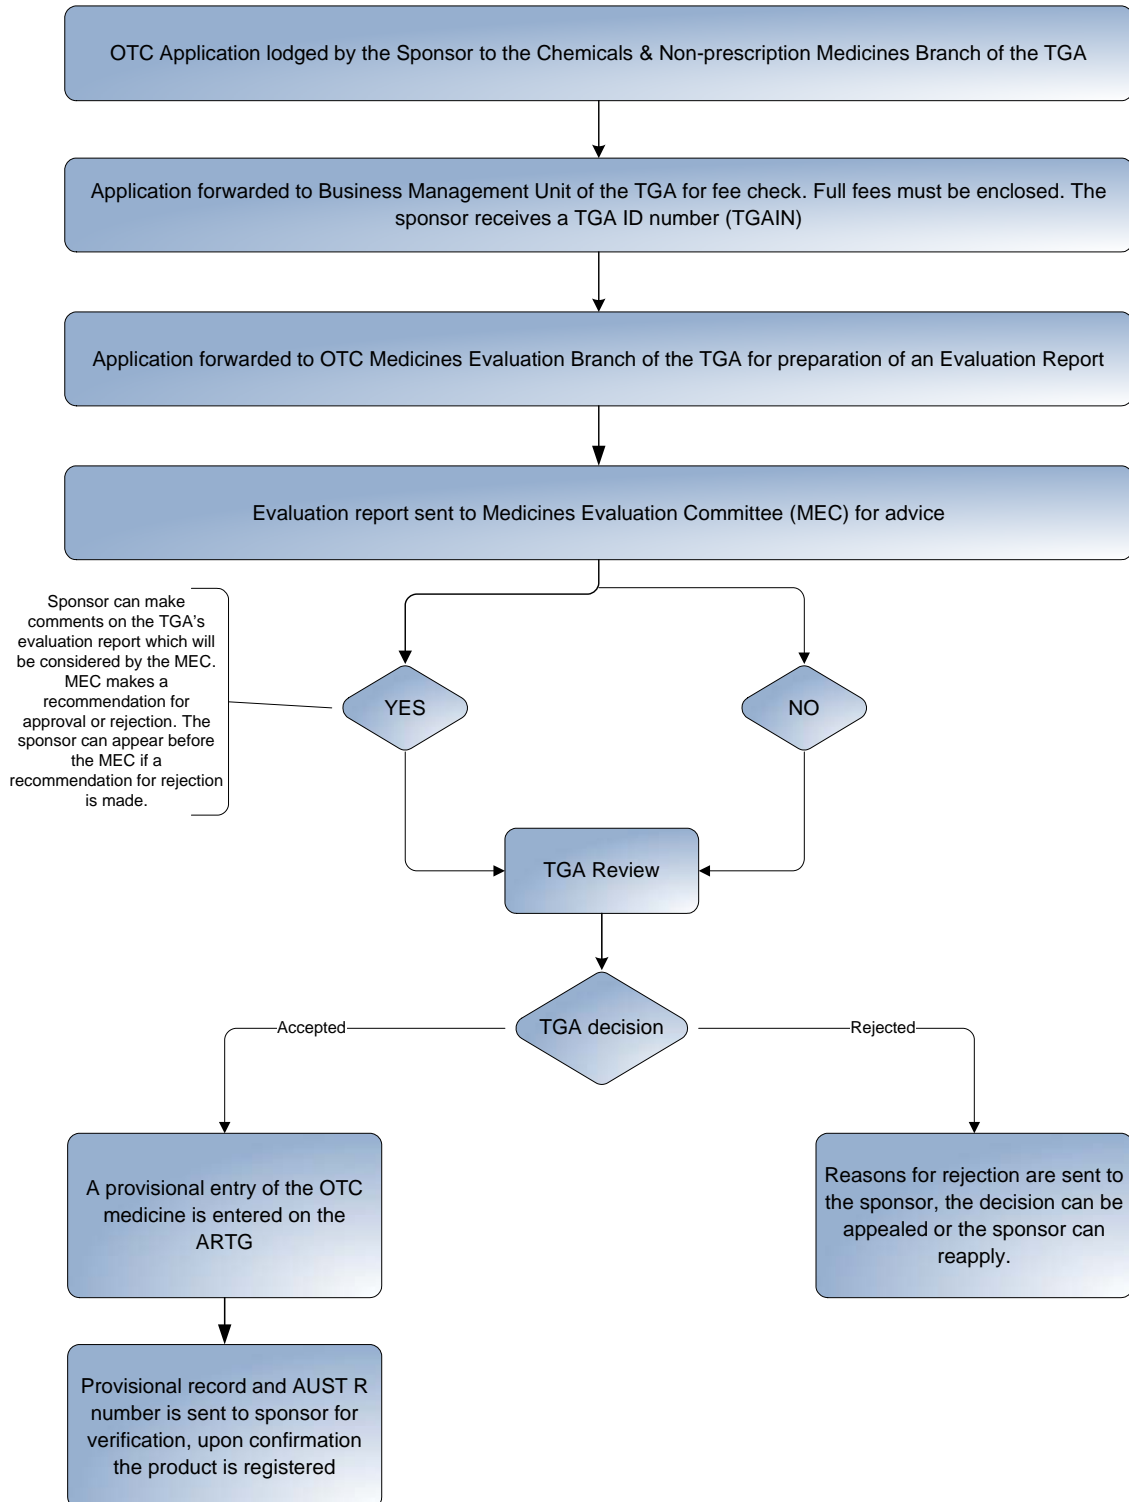 OTC Application lodged by the Sponsor to the Chemicals & Non-prescription Medicines Branch of the TGA
Application forwarded to Business Management Unit of the TGA for fee check. Full fees must be enclosed. The
sponsor receives a TGA ID number (TGAIN)
Application forwarded to OTC Medicines Evaluation Branch of the TGA for preparation of an Evaluation Report
Evaluation report sent to Medicines Evaluation Committee (MEC) for advice
Sponsor can make
comments on the TGA's
evaluation report which will
be considered by the MEC.
MEC makes a
recommendation for
approval or rejection. The
sponsor can appear before
the MEC if a
recommendation for rejection
is made.
YES
NO
TGA Review
TGA decision
Accepted
Rejected
A provisional entry of the OTC
medicine is entered on the
ARTG
Reasons for rejection are sent to
the sponsor, the decision can be
appealed or the sponsor can
reapply.
Provisional record and AUST R
number is sent to sponsor for
verification, upon confirmation
the product is registered